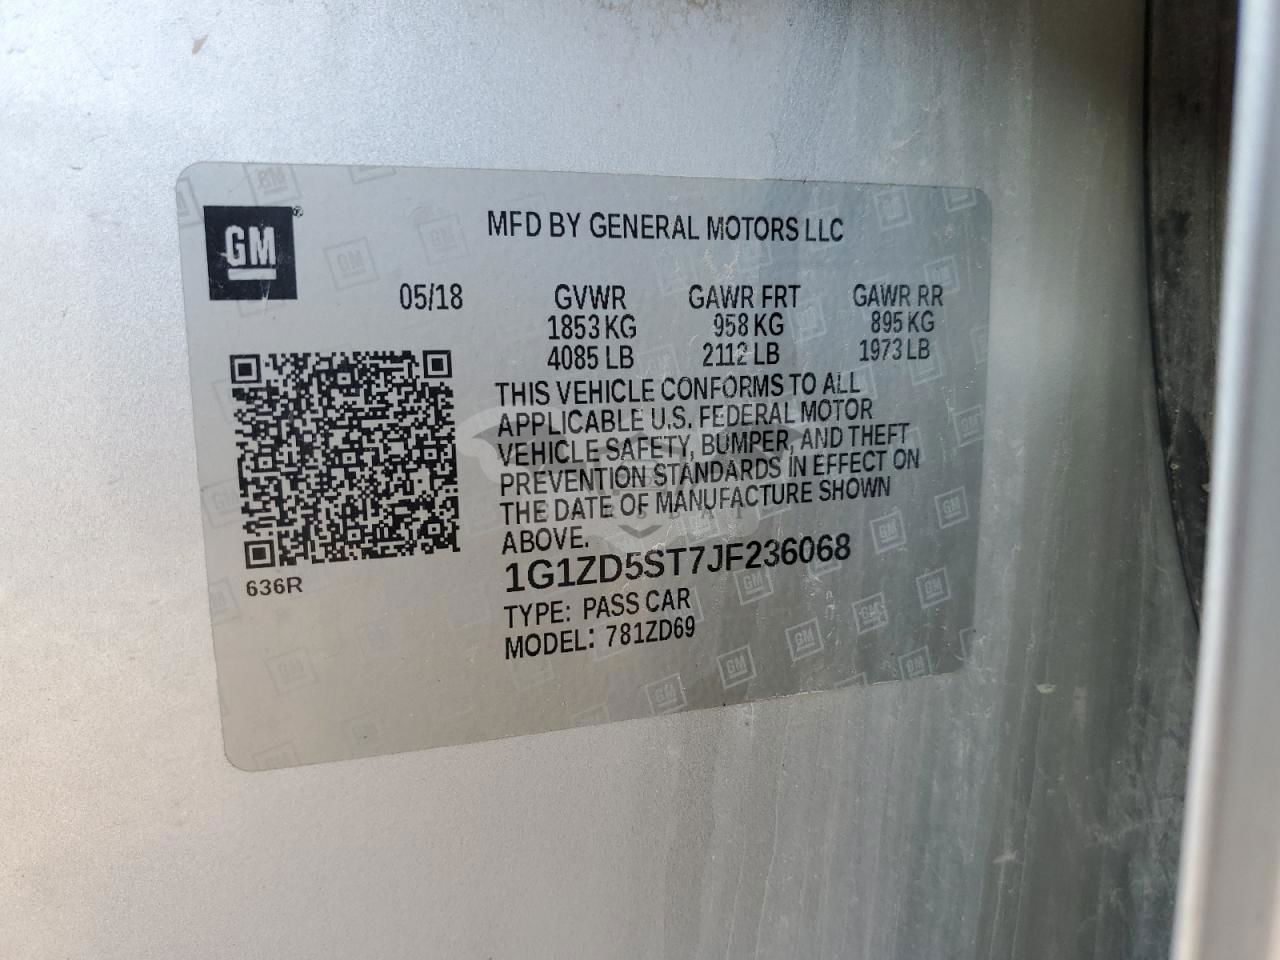 GM
MFD BY GENERAL MOTORS LLC
05/18
GVWR GAWR FRT GAWR RR
1853 KG 958 KG 895 KG
4085 LB 2112 LB 1973 LB
THIS VEHICLE CONFORMS TO ALL
APPLICABLE U.S. FEDERAL MOTOR
VEHICLE SAFETY, BUMPER, AND THEFT
PREVENTION STANDARDS IN EFFECT ON
THE DATE OF MANUFACTURE SHOWN
ABOVE.
1G1ZD5ST7JF236068
TYPE: PASS CAR
MODEL: 781ZD69
636R